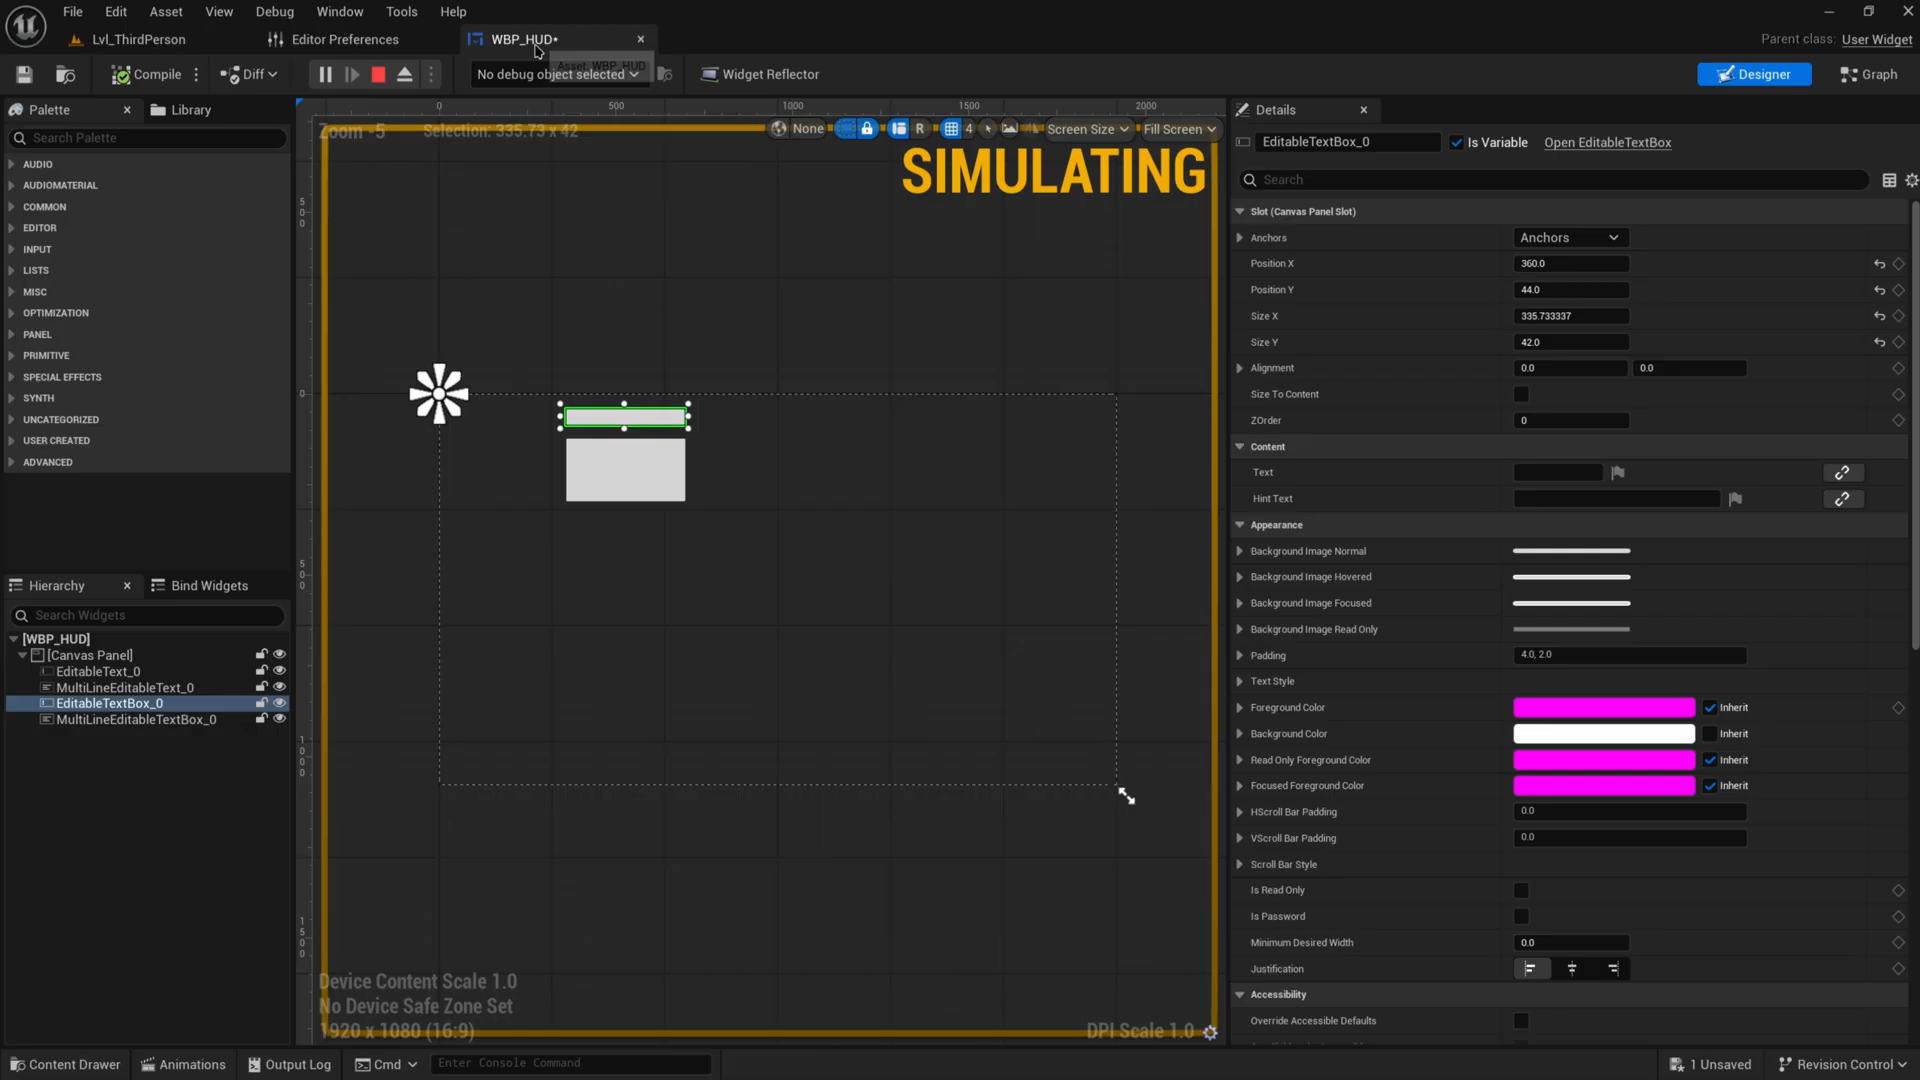 File Edit Asset View Debug Window Tools Help
Lvl_ThirdPerson
Editor Preferences
WBP_HUD*
Parent class: User Widget
Compile
Diff
No debug object selected
Asset: WBP_HUD
Widget Reflector
Designer
Graph
Palette
Library
Search Palette
AUDIO
AUDIOMATERIAL
COMMON
EDITOR
INPUT
LISTS
MISC
OPTIMIZATION
PANEL
PRIMITIVE
SPECIAL EFFECTS
SYNTH
UNCATEGORIZED
USER CREATED
ADVANCED
Hierarchy
Bind Widgets
Search Widgets
[WBP_HUD]
[Canvas Panel]
EditableText_0
MultiLineEditableText_0
EditableTextBox_0
MultiLineEditableTextBox_0
0 500 1000 1500 2000
Zoom -5
Selection: 335.73 x 42
None
R
4
Screen Size
Fill Screen
SIMULATING
500
0
500
1000
1500
Device Content Scale 1.0
No Device Safe Zone Set
1920 x 1080 (16:9)
DPI Scale 1.0
Details
EditableTextBox_0
Is Variable
Open EditableTextBox
Search
Slot (Canvas Panel Slot)
Anchors Anchors
Position X 360.0
Position Y 44.0
Size X 335.733337
Size Y 42.0
Alignment 0.0 0.0
Size To Content
ZOrder 0
Content
Text
Hint Text
Appearance
Background Image Normal
Background Image Hovered
Background Image Focused
Background Image Read Only
Padding 4.0, 2.0
Text Style
Foreground Color Inherit
Background Color Inherit
Read Only Foreground Color Inherit
Focused Foreground Color Inherit
HScroll Bar Padding 0.0
VScroll Bar Padding 0.0
Scroll Bar Style
Is Read Only
Is Password
Minimum Desired Width 0.0
Justification
Accessibility
Override Accessible Defaults
Content Drawer
Animations
Output Log
Cmd
Enter Console Command
1 Unsaved
Revision Control